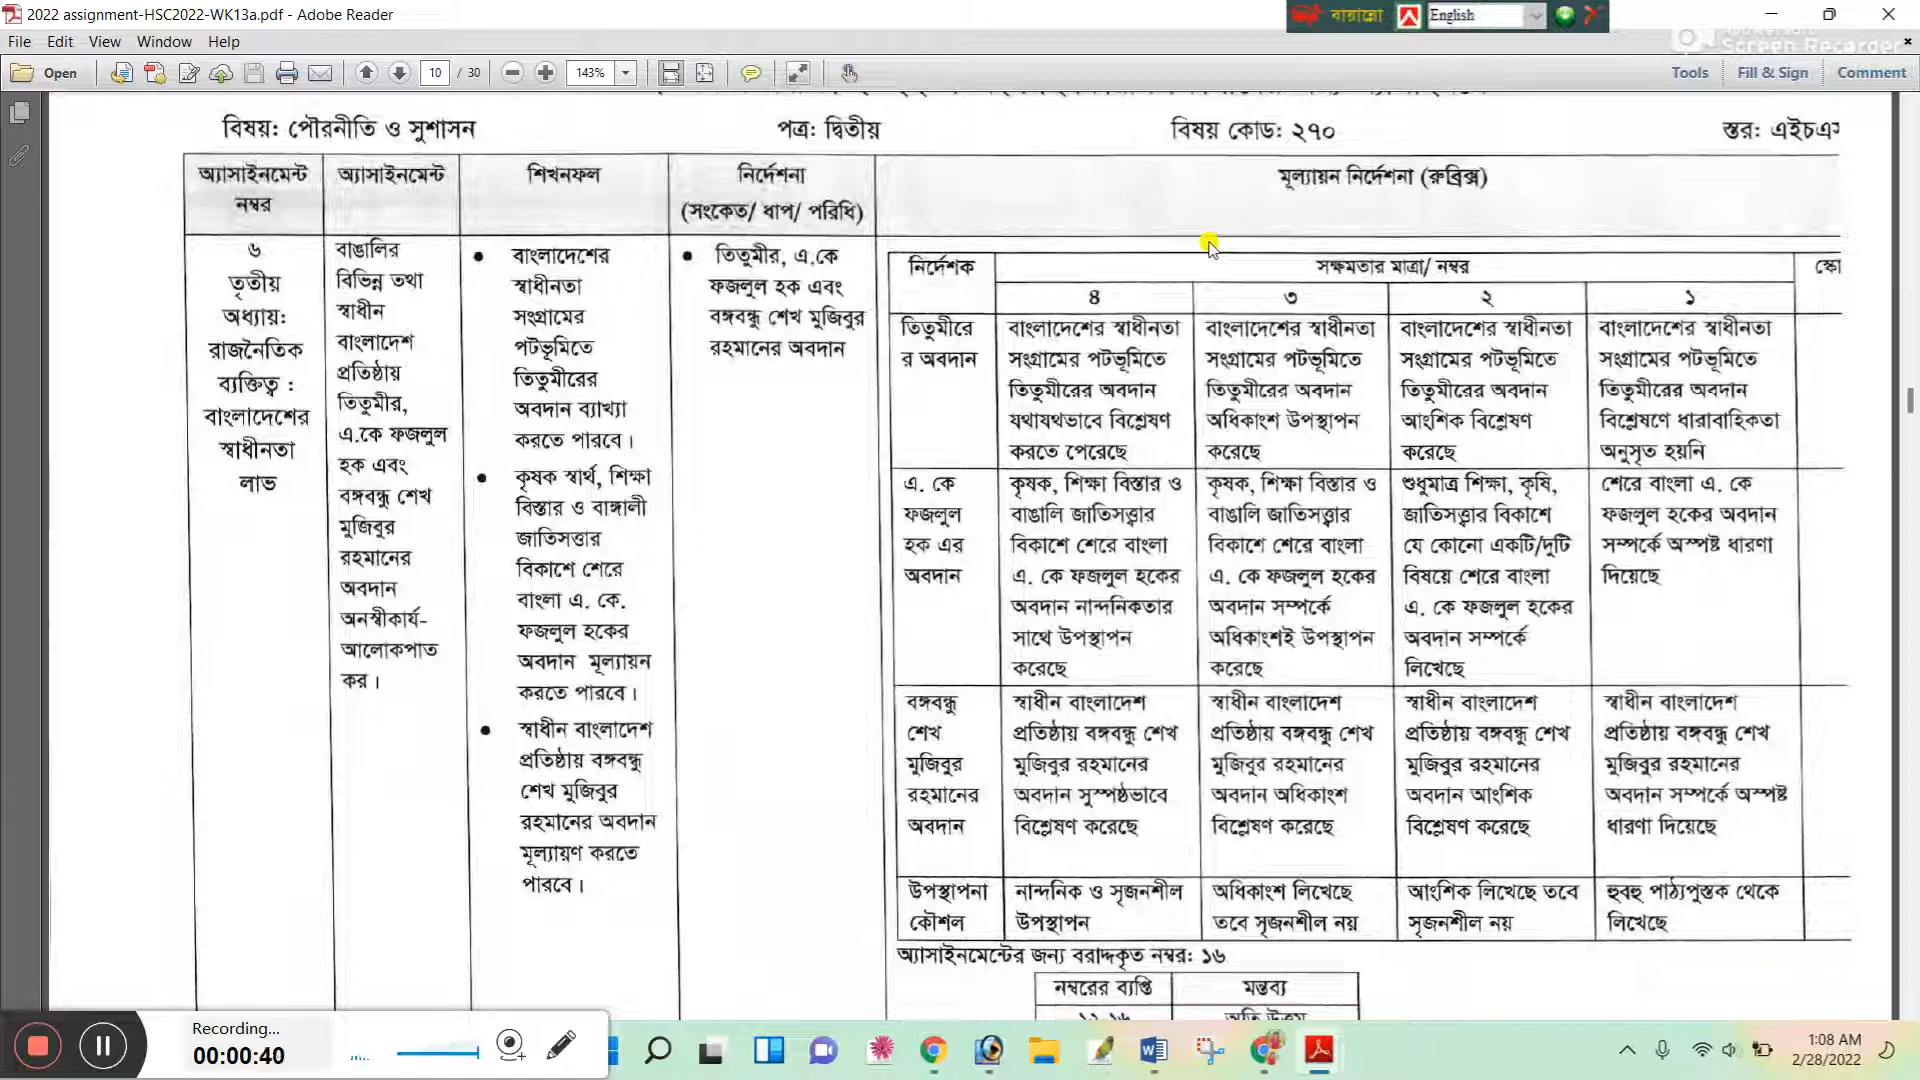 2022 assignment-HSC2022-WK13a.pdf - Adobe Reader
বায়ান্নো
English
File Edit View Window Help
Screen Recorder
Open
10 / 30
143%
Tools Fill & Sign Comment
বিষয়: পৌরনীতি ও সুশাসন পত্র: দ্বিতীয় বিষয় কোড: ২৭০ স্তর: এইচএস
অ্যাসাইনমেন্ট
নম্বর
অ্যাসাইনমেন্ট
শিখনফল
নির্দেশনা
(সংকেত/ ধাপ/ পরিধি)
মূল্যায়ন নির্দেশনা (রুব্রিক্স)
৬
তৃতীয়
অধ্যায়:
রাজনৈতিক
ব্যক্তিত্ব :
বাংলাদেশের
স্বাধীনতা
লাভ
বাঙালির
বিভিন্ন তথা
স্বাধীন
বাংলাদেশ
প্রতিষ্ঠায়
তিতুমীর,
এ.কে ফজলুল
হক এবং
বঙ্গবন্ধু শেখ
মুজিবুর
রহমানের
অবদান
অনস্বীকার্য-
আলোকপাত
কর।
• বাংলাদেশের
স্বাধীনতা
সংগ্রামের
পটভূমিতে
তিতুমীরের
অবদান ব্যাখ্যা
করতে পারবে।
• কৃষক স্বার্থ, শিক্ষা
বিস্তার ও বাঙ্গালী
জাতিসত্তার
বিকাশে শেরে
বাংলা এ. কে.
ফজলুল হকের
অবদান মূল্যায়ন
করতে পারবে।
• স্বাধীন বাংলাদেশ
প্রতিষ্ঠায় বঙ্গবন্ধু
শেখ মুজিবুর
রহমানের অবদান
মূল্যায়ণ করতে
পারবে।
• তিতুমীর, এ.কে
ফজলুল হক এবং
বঙ্গবন্ধু শেখ মুজিবুর
রহমানের অবদান
নির্দেশক
সক্ষমতার মাত্রা/ নম্বর
স্কো
৪ ৩ ২ ১
তিতুমীরে
র অবদান
বাংলাদেশের স্বাধীনতা
সংগ্রামের পটভূমিতে
তিতুমীরের অবদান
যথাযথভাবে বিশ্লেষণ
করতে পেরেছে
বাংলাদেশের স্বাধীনতা
সংগ্রামের পটভূমিতে
তিতুমীরের অবদান
অধিকাংশ উপস্থাপন
করেছে
বাংলাদেশের স্বাধীনতা
সংগ্রামের পটভূমিতে
তিতুমীরের অবদান
আংশিক বিশ্লেষণ
করেছে
বাংলাদেশের স্বাধীনতা
সংগ্রামের পটভূমিতে
তিতুমীরের অবদান
বিশ্লেষণে ধারাবাহিকতা
অনুসৃত হয়নি
এ. কে
ফজলুল
হক এর
অবদান
কৃষক, শিক্ষা বিস্তার ও
বাঙালি জাতিসত্ত্বার
বিকাশে শেরে বাংলা
এ. কে ফজলুল হকের
অবদান নান্দনিকতার
সাথে উপস্থাপন
করেছে
কৃষক, শিক্ষা বিস্তার ও
বাঙালি জাতিসত্ত্বার
বিকাশে শেরে বাংলা
এ. কে ফজলুল হকের
অবদান সম্পর্কে
অধিকাংশই উপস্থাপন
করেছে
শুধুমাত্র শিক্ষা, কৃষি,
জাতিসত্ত্বার বিকাশে
যে কোনো একটি/দুটি
বিষয়ে শেরে বাংলা
এ. কে ফজলুল হকের
অবদান সম্পর্কে
লিখেছে
শেরে বাংলা এ. কে
ফজলুল হকের অবদান
সম্পর্কে অস্পষ্ট ধারণা
দিয়েছে
বঙ্গবন্ধু
শেখ
মুজিবুর
রহমানের
অবদান
স্বাধীন বাংলাদেশ
প্রতিষ্ঠায় বঙ্গবন্ধু শেখ
মুজিবুর রহমানের
অবদান সুস্পষ্ঠভাবে
বিশ্লেষণ করেছে
স্বাধীন বাংলাদেশ
প্রতিষ্ঠায় বঙ্গবন্ধু শেখ
মুজিবুর রহমানের
অবদান অধিকাংশ
বিশ্লেষণ করেছে
স্বাধীন বাংলাদেশ
প্রতিষ্ঠায় বঙ্গবন্ধু শেখ
মুজিবুর রহমানের
অবদান আংশিক
বিশ্লেষণ করেছে
স্বাধীন বাংলাদেশ
প্রতিষ্ঠায় বঙ্গবন্ধু শেখ
মুজিবুর রহমানের
অবদান সম্পর্কে অস্পষ্ট
ধারণা দিয়েছে
উপস্থাপনা
কৌশল
নান্দনিক ও সৃজনশীল
উপস্থাপন
অধিকাংশ লিখেছে
তবে সৃজনশীল নয়
আংশিক লিখেছে তবে
সৃজনশীল নয়
হুবহু পাঠ্যপুস্তক থেকে
লিখেছে
অ্যাসাইনমেন্টের জন্য বরাদ্দকৃত নম্বর: ১৬
নম্বরের ব্যপ্তি মন্তব্য
Recording...
00:00:40
1:08 AM
2/28/2022